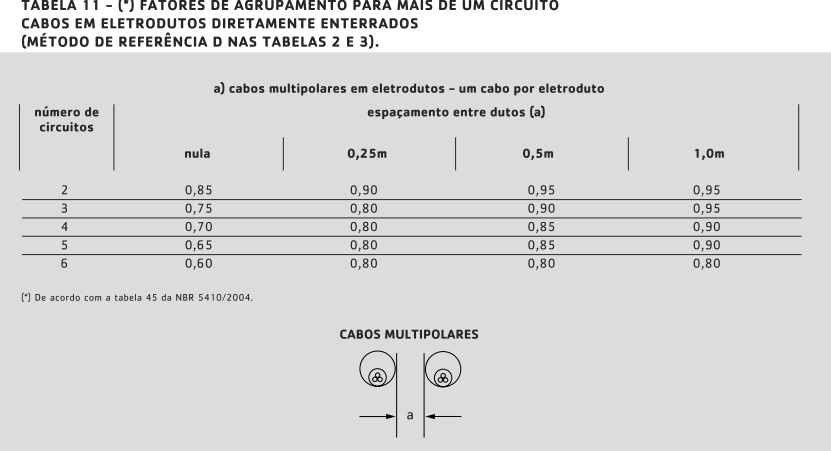 TABELA 11 – (*) FATORES DE AGRUPAMENTO PARA MAIS DE UM CIRCUITO
CABOS EM ELETRODUTOS DIRETAMENTE ENTERRADOS
(MÉTODO DE REFERÊNCIA D NAS TABELAS 2 E 3).
a) cabos multipolares em eletrodutos – um cabo por eletroduto
número de circuitos espaçamento entre dutos (a)
nula 0,25m 0,5m 1,0m
2 0,85 0,90 0,95 0,95
3 0,75 0,80 0,90 0,95
4 0,70 0,80 0,85 0,90
5 0,65 0,80 0,85 0,90
6 0,60 0,80 0,80 0,80
(*) De acordo com a tabela 45 da NBR 5410/2004.
CABOS MULTIPOLARES
a